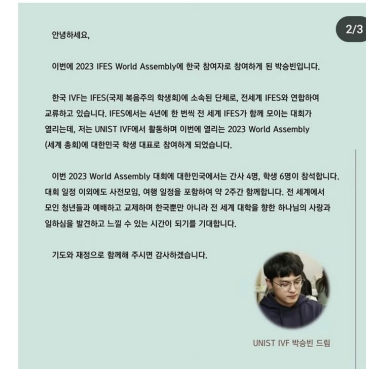 2/3
안녕하세요,
이번에 2023 IFES World Assembly에 한국 참여자로 참여하게 된 박승빈입니다.
한국 IVF는 IFES(국제 복음주의 학생회)에 소속된 단체로, 전세계 IFES와 연합하여
교류하고 있습니다. IFES에서는 4년에 한 번씩 전 세계 IFES가 함께 모이는 대회가
열리는데, 저는 UNIST IVF에서 활동하며 이번에 열리는 2023 World Assembly
(세계 총회)에 대한민국 학생 대표로 참여하게 되었습니다.
이번 2023 World Assembly 대회에 대한민국에서는 간사 4명, 학생 6명이 참석합니다.
대회 일정 이외에도 사전모임, 여행 일정을 포함하여 약 2주간 함께합니다. 전 세계에서
모인 청년들과 예배하고 교제하며 한국뿐만 아니라 전 세계 대학을 향한 하나님의 사랑과
일하심을 발견하고 느낄 수 있는 시간이 되기를 기대합니다.
기도와 재정으로 함께해 주시면 감사하겠습니다.
UNIST IVF 박승빈 드림